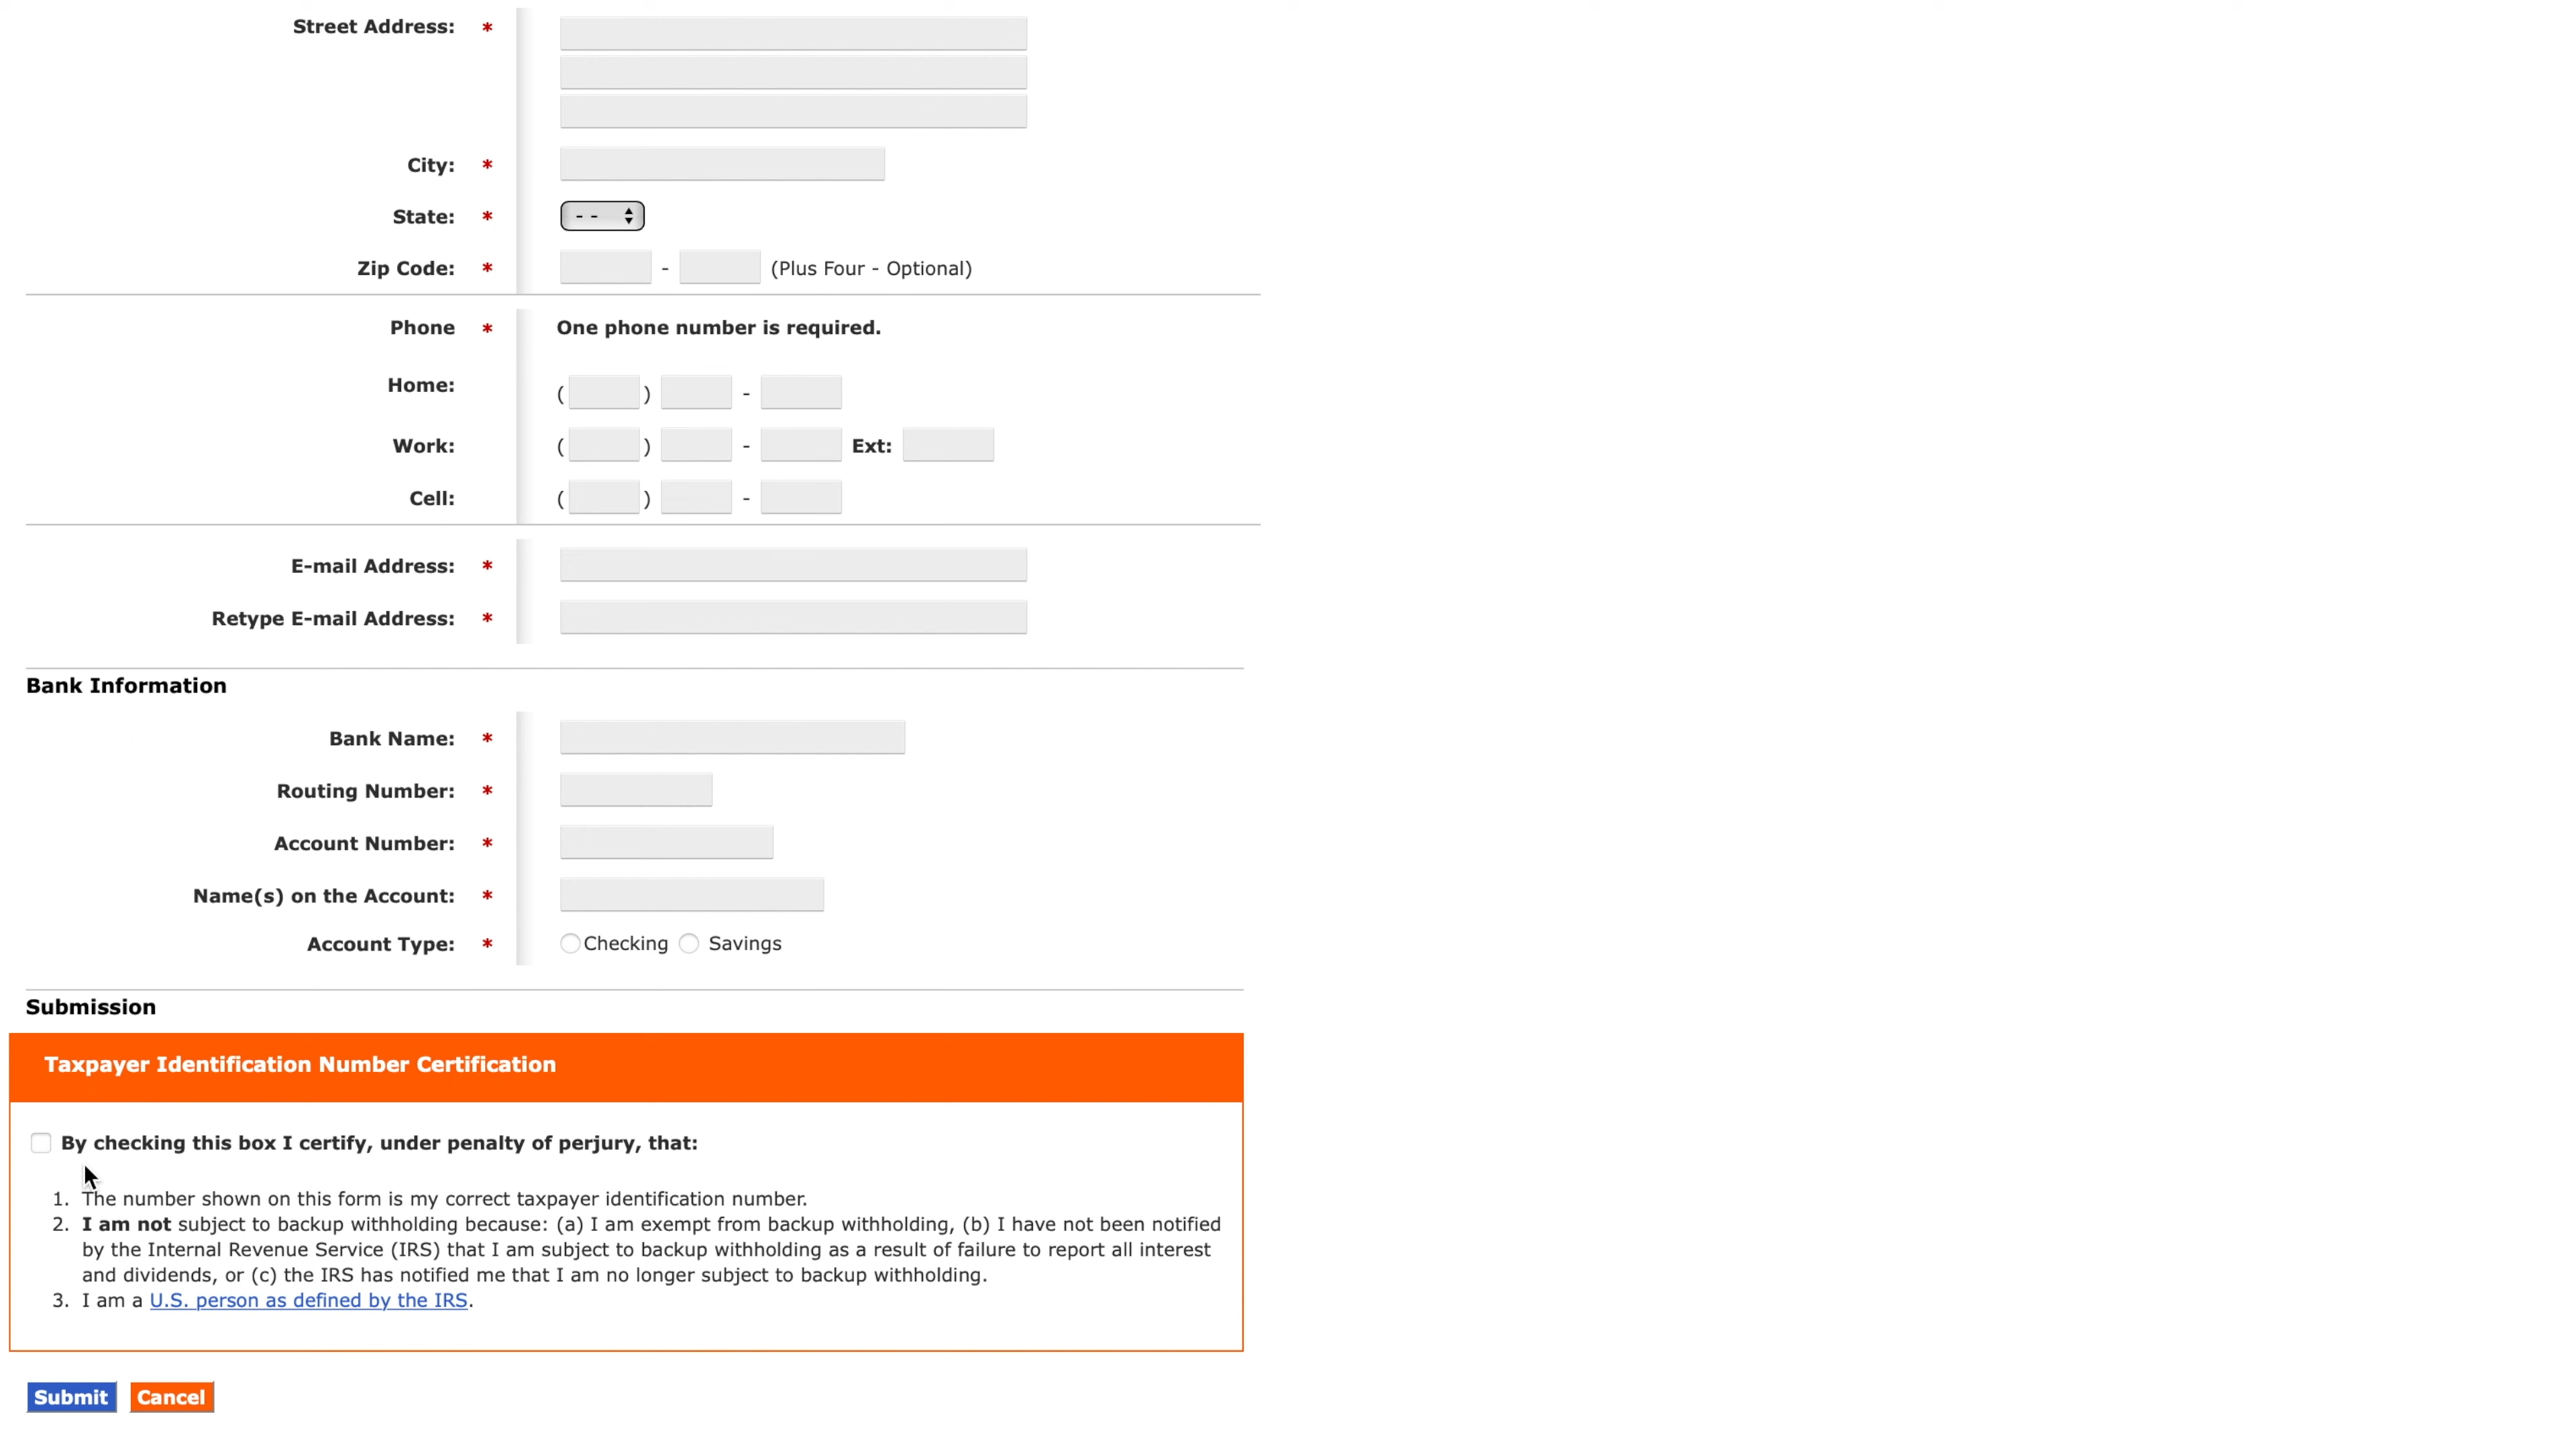 Street Address: *
City: *
State: * - -
Zip Code: * - (Plus Four - Optional)
Phone * One phone number is required.
Home: ( ) -
Work: ( ) - Ext:
Cell: ( ) -
E-mail Address: *
Retype E-mail Address: *
Bank Information
Bank Name: *
Routing Number: *
Account Number: *
Name(s) on the Account: *
Account Type: * Checking Savings
Submission
Taxpayer Identification Number Certification
By checking this box I certify, under penalty of perjury, that:
1. The number shown on this form is my correct taxpayer identification number.
2. I am not subject to backup withholding because: (a) I am exempt from backup withholding, (b) I have not been notified
by the Internal Revenue Service (IRS) that I am subject to backup withholding as a result of failure to report all interest
and dividends, or (c) the IRS has notified me that I am no longer subject to backup withholding.
3. I am a U.S. person as defined by the IRS.
Submit Cancel